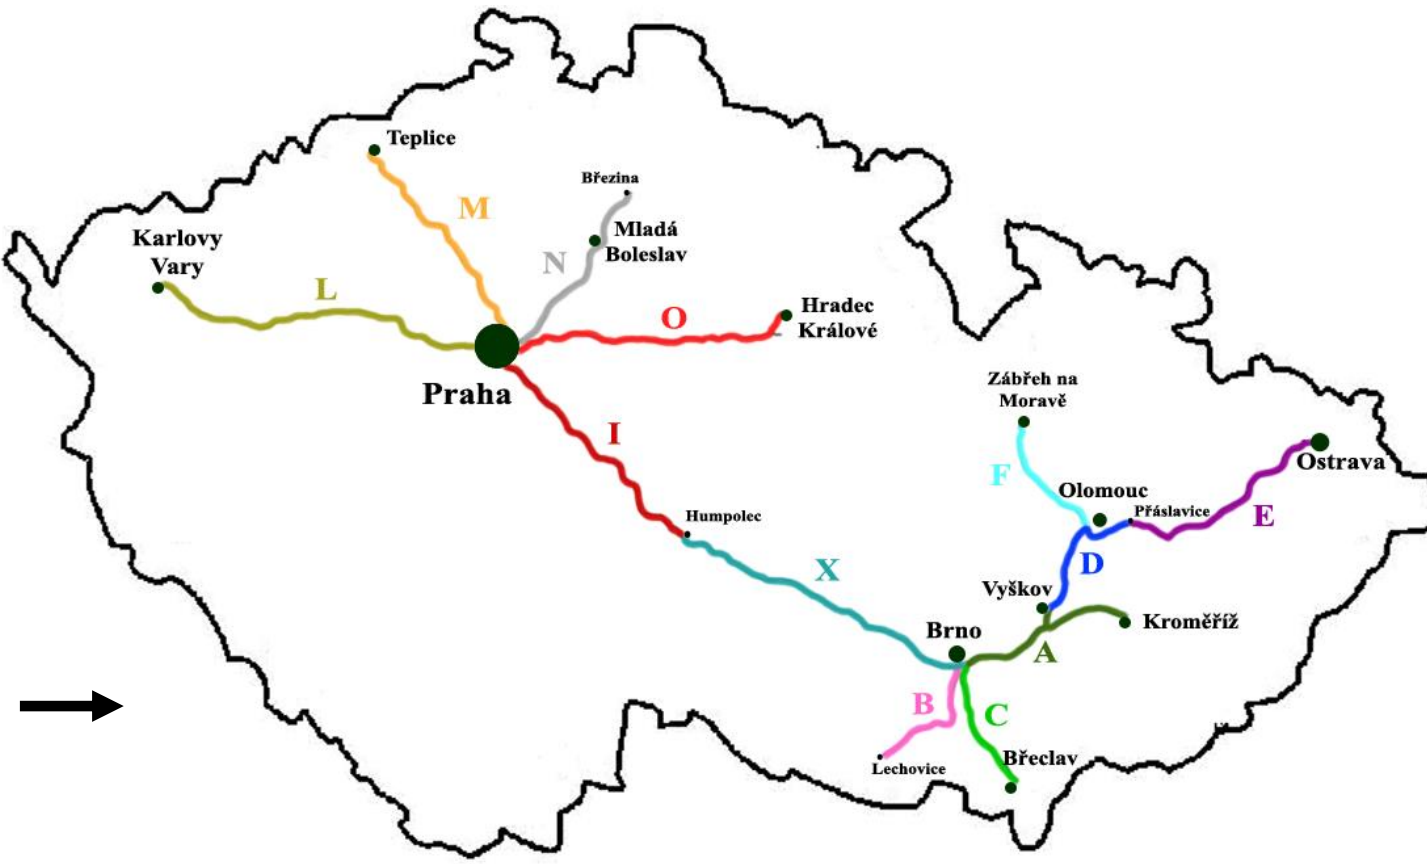 Teplice
Březina
M
Mladá
Boleslav
Karlovy
Vary
N
L
Hradec
Králové
O
Praha
Zábřeh na
Moravě
I
Ostrava
F
Olomouc
Přáslavice
E
Humpolec
D
X
Vyškov
Kroměříž
Brno
A
B
C
Břeclav
Lechovice